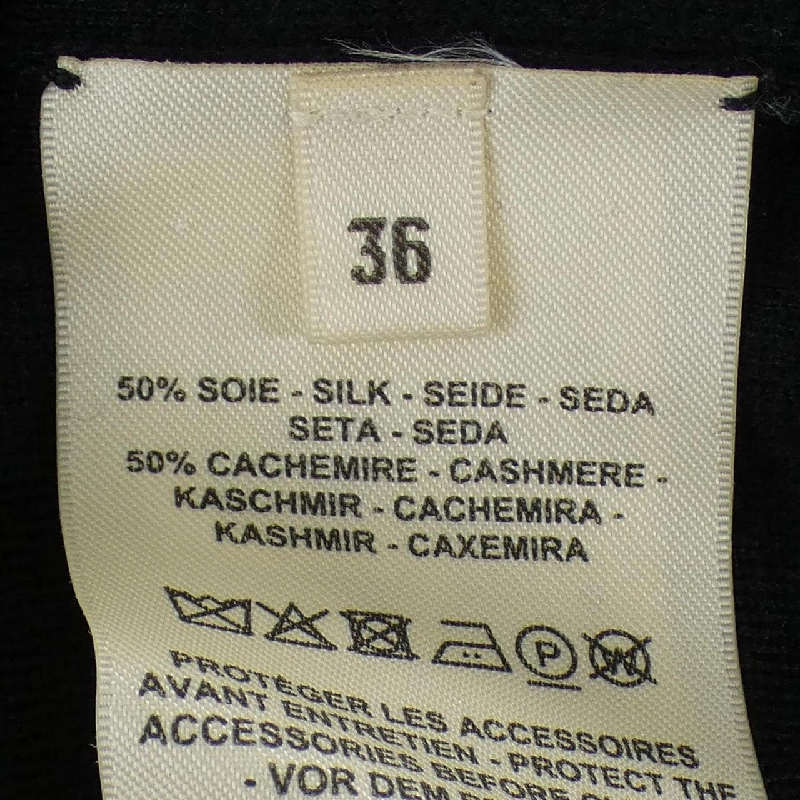 36
50% SOIE - SILK - SEIDE - SEDA
SETA - SEDA
50% CACHEMIRE - CASHMERE -
KASCHMIR - CACHEMIRA -
KASHMIR - CAXEMIRA
P W
PROTÉGER LES ACCESSOIRES
AVANT ENTRETIEN - PROTECT THE
ACCESSORIES BEFORE
- VOR DEM